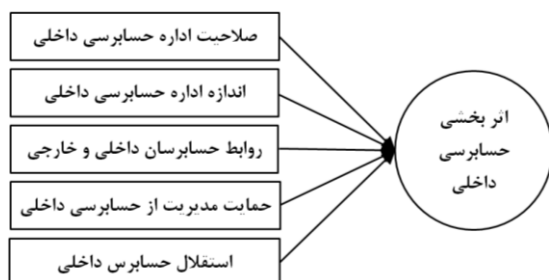 صلاحیت اداره حسابرسی داخلی
اندازه اداره حسابرسی داخلی
روابط حسابرسان داخلی و خارجی
حمایت مدیریت از حسابرسی داخلی
استقلال حسابرس داخلی
اثر بخشی
حسابرسی
داخلی